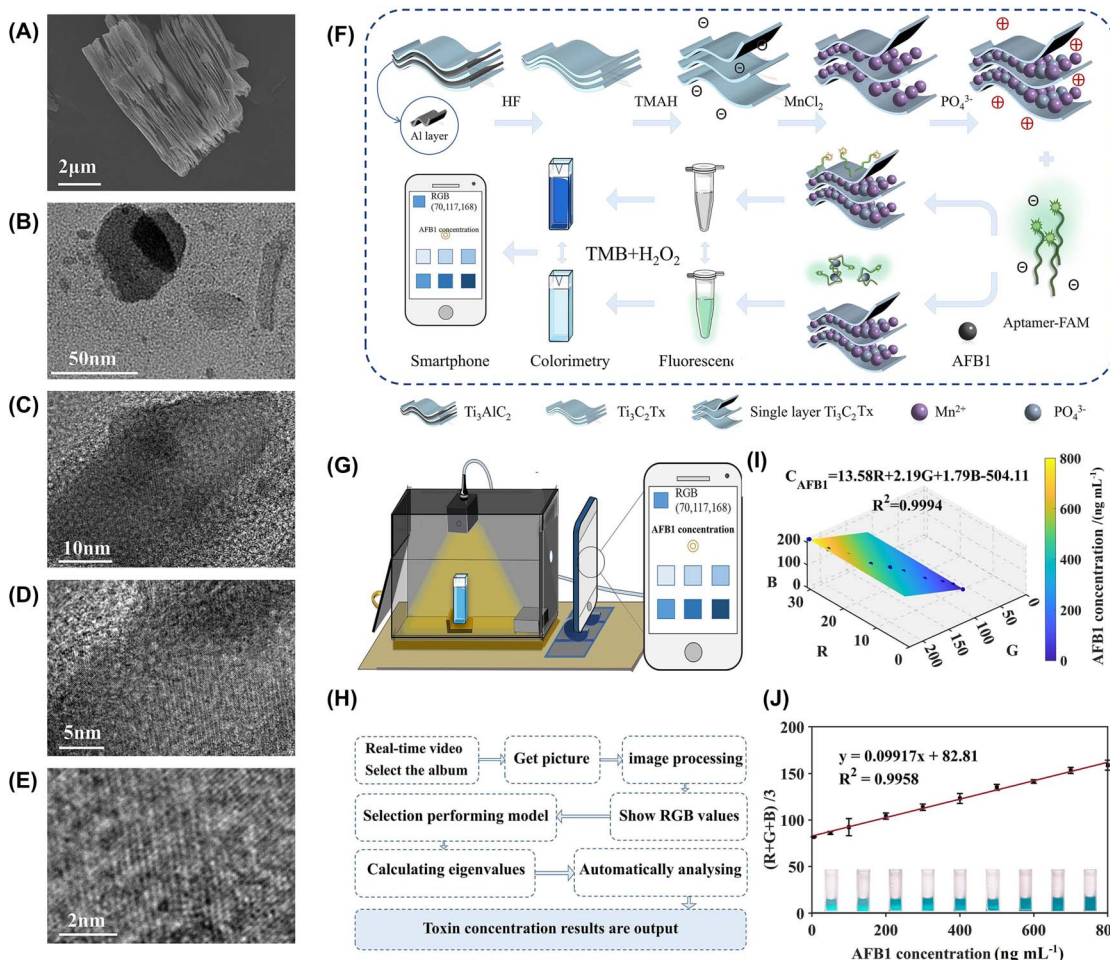 (A)
2μm
(B)
50nm
(C)
10nm
(D)
5nm
(E)
2nm
(F)
HF
TMAH
MnCl₂
PO₄³⁻
Al layer
RGB
(70,117,168)
AFB1 concentration
TMB+H₂O₂
Smartphone
Colorimetry
Fluorescenc
AFB1
Aptamer-FAM
Ti₃AlC₂
Ti₃C₂Tx
Single layer Ti₃C₂Tx
Mn²⁺
PO₄³⁻
(G)
RGB
(70,117,168)
AFB1 concentration
(H)
Real-time video
Select the album
Get picture
image processing
Selection performing model
Show RGB values
Calculating eigenvalues
Automatically analysing
Toxin concentration results are output
(I)
C_AFB1=13.58R+2.19G+1.79B-504.11
R²=0.9994
200
100
0
B
30
20
10
0
R
200
150
100
50
0
G
800
600
400
200
0
AFB1 concentration /(ng mL⁻¹)
(J)
y = 0.09917x + 82.81
R² = 0.9958
200
150
100
50
0
(R+G+B) /3
0
200
400
600
80
AFB1 concentration (ng mL⁻¹)